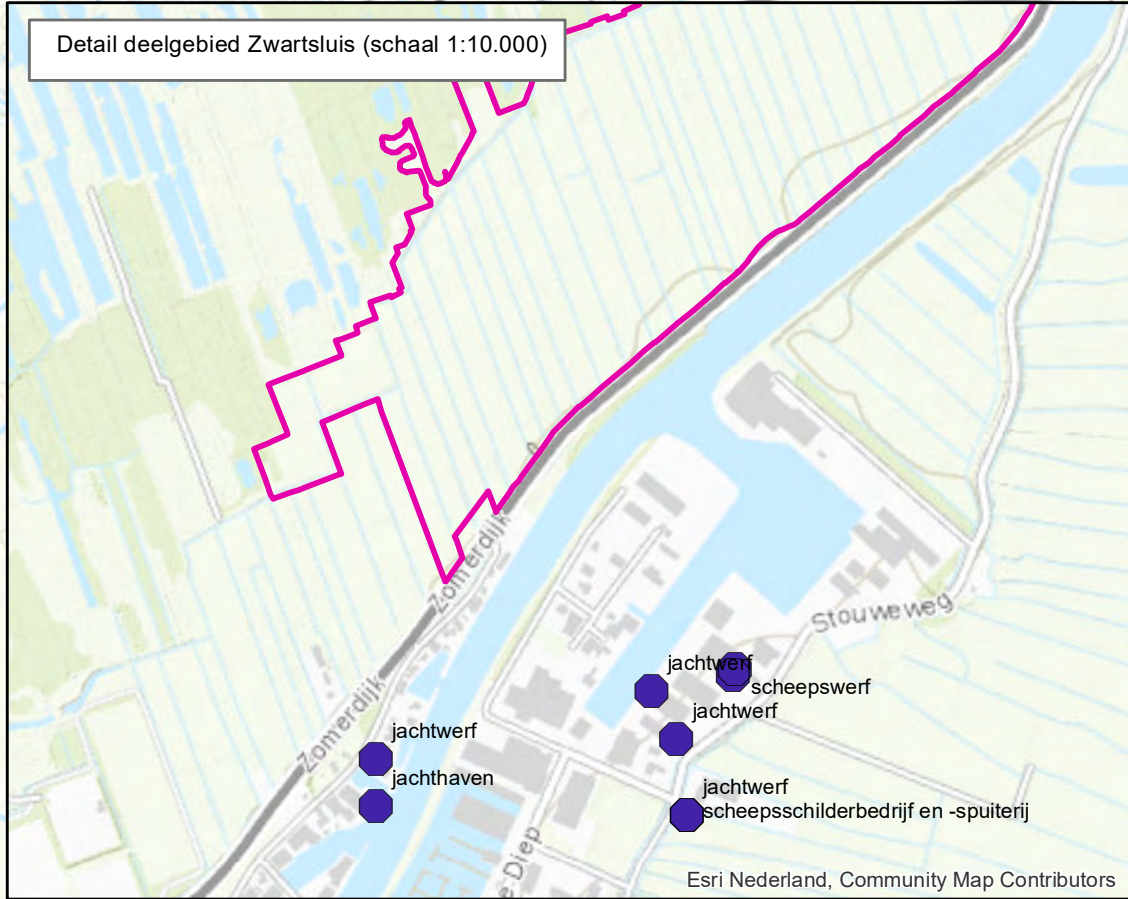 Detail deelgebied Zwartsluis (schaal 1:10.000)
Zomerdijk
Stouweweg
jachtwerf
scheepswerf
Zomerdijk
jachtwerf
jachtwerf
jachthaven
jachtwerf
scheepsschilderbedrijf en -spuiterij
Diep
Esri Nederland, Community Map Contributors